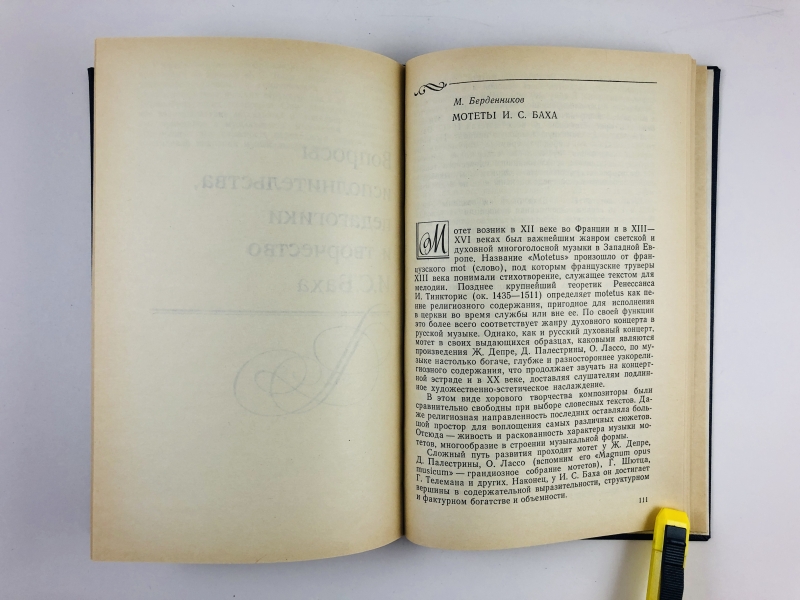 Вопросы
исполнительства,
педагогики
и творчество
И. С. Баха
М. Берденников
МОТЕТЫ И. С. БАХА
Мотет возник в XII веке во Франции и в XIII—
XVI веках был важнейшим жанром светской и
духовной многоголосной музыки в Западной Ев-
ропе. Название «Motetus» произошло от фран-
цузского mot (слово), под которым французские труверы
XIII века понимали стихотворение, служащее текстом для
мелодии. Позднее крупнейший теоретик Ренессанса
И. Тинкторис (ок. 1435—1511) определяет motetus как пе-
ние религиозного содержания, пригодное для исполнения
в церкви во время службы или вне ее. По своей функции
это более всего соответствует жанру духовного концерта в
русской музыке. Однако, как и русский духовный концерт,
мотет в своих выдающихся образцах, каковыми являются
произведения Ж. Депре, Д. Палестрины, О. Лассо, по му-
зыке настолько богаче, глубже и разностороннее узкорели-
гиозного содержания, что продолжает звучать на концерт-
ной эстраде и в XX веке, доставляя слушателям подлин-
ное художественно-эстетическое наслаждение.
В этом виде хорового творчества композиторы были
сравнительно свободны при выборе словесных текстов. Да-
же религиозная направленность последних оставляла боль-
шой простор для воплощения самых различных сюжетов.
Отсюда — живость и раскованность характера музыки мо-
тетов, многообразие в строении музыкальной формы.
Сложный путь развития проходит мотет у Ж. Депре,
Д. Палестрины, О. Лассо (вспомним его «Magnum opus
musicum» — грандиозное собрание мотетов), Г. Шютца,
Г. Телемана и других. Наконец, у И. С. Баха он достигает
вершины в содержательной выразительности, структурном
и фактурном богатстве и объемности.
111